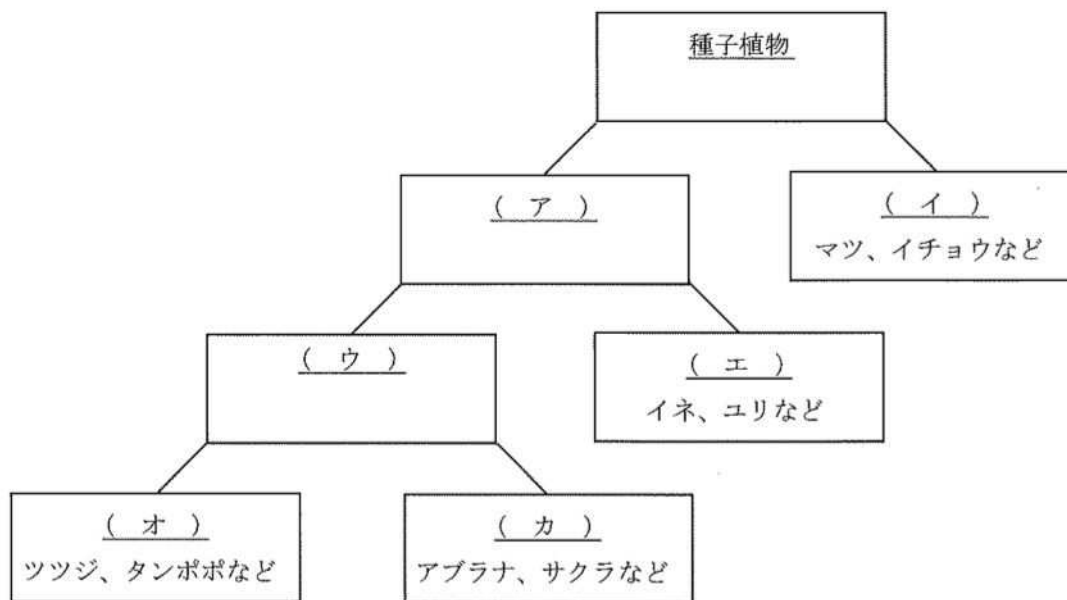 種子植物
( ア )
( イ )
マツ、イチョウなど
( ウ )
( エ )
イネ、ユリなど
( オ )
ツツジ、タンポポなど
( カ )
アブラナ、サクラなど